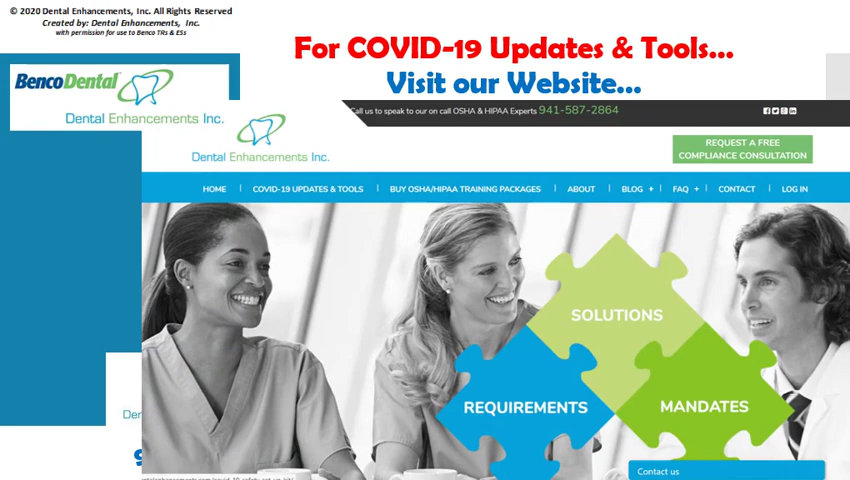 © 2020 Dental Enhancements, Inc. All Rights Reserved
Created by: Dental Enhancements, Inc.
with permission for use to Benco TRs & ESs
For COVID-19 Updates & Tools...
Visit our Website...
BencoDental
Dental Enhancements Inc.
Call us to speak to our on call OSHA & HIPAA Experts 941-587-2864
Dental Enhancements Inc.
REQUEST A FREE
COMPLIANCE CONSULTATION
HOME | COVID-19 UPDATES & TOOLS | BUY OSHA/HIPAA TRAINING PACKAGES | ABOUT | BLOG + | FAQ + | CONTACT | LOG IN
SOLUTIONS
REQUIREMENTS
MANDATES
Contact us